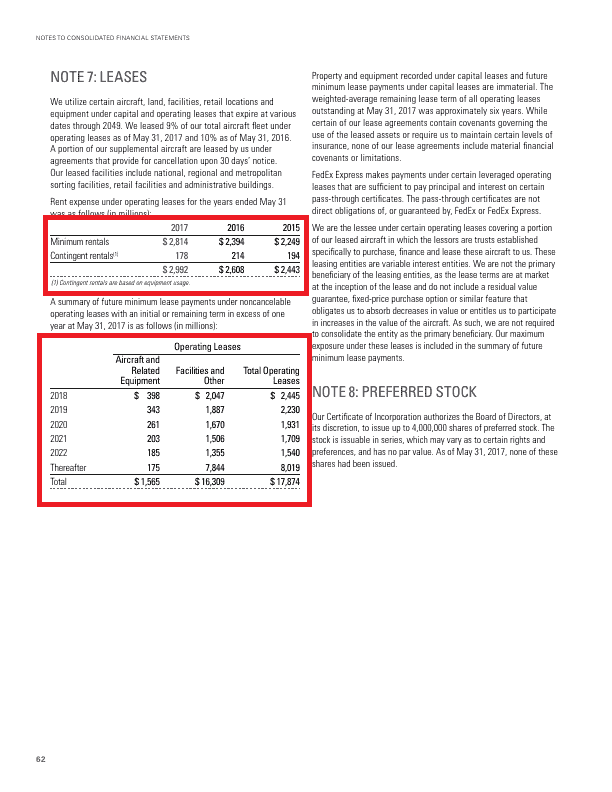 NOTES TO CONSOLIDATED FINANCIAL STATEMENTS
NOTE 7: LEASES
We utilize certain aircraft, land, facilities, retail locations and
equipment under capital and operating leases that expire at various
dates through 2049. We leased 9% of our total aircraft fleet under
operating leases as of May 31, 2017 and 10% as of May 31, 2016.
A portion of our supplemental aircraft are leased by us under
agreements that provide for cancellation upon 30 days' notice.
Our leased facilities include national, regional and metropolitan
sorting facilities, retail facilities and administrative buildings.
Rent expense under operating leases for the years ended May 31
was as follows (in millions):
2017 2016 2015
Minimum rentals $ 2,814 $ 2,394 $ 2,249
Contingent rentals(1) 178 214 194
$ 2,992 $ 2,608 $ 2,443
(1) Contingent rentals are based on equipment usage.
A summary of future minimum lease payments under noncancelable
operating leases with an initial or remaining term in excess of one
year at May 31, 2017 is as follows (in millions):
Operating Leases
Aircraft and
Related Facilities and Total Operating
Equipment Other Leases
2018 $ 398 $ 2,047 $ 2,445
2019 343 1,887 2,230
2020 261 1,670 1,931
2021 203 1,506 1,709
2022 185 1,355 1,540
Thereafter 175 7,844 8,019
Total $ 1,565 $ 16,309 $ 17,874
Property and equipment recorded under capital leases and future
minimum lease payments under capital leases are immaterial. The
weighted-average remaining lease term of all operating leases
outstanding at May 31, 2017 was approximately six years. While
certain of our lease agreements contain covenants governing the
use of the leased assets or require us to maintain certain levels of
insurance, none of our lease agreements include material financial
covenants or limitations.
FedEx Express makes payments under certain leveraged operating
leases that are sufficient to pay principal and interest on certain
pass-through certificates. The pass-through certificates are not
direct obligations of, or guaranteed by, FedEx or FedEx Express.
We are the lessee under certain operating leases covering a portion
of our leased aircraft in which the lessors are trusts established
specifically to purchase, finance and lease these aircraft to us. These
leasing entities are variable interest entities. We are not the primary
beneficiary of the leasing entities, as the lease terms are at market
at the inception of the lease and do not include a residual value
guarantee, fixed-price purchase option or similar feature that
obligates us to absorb decreases in value or entitles us to participate
in increases in the value of the aircraft. As such, we are not required
to consolidate the entity as the primary beneficiary. Our maximum
exposure under these leases is included in the summary of future
minimum lease payments.
NOTE 8: PREFERRED STOCK
Our Certificate of Incorporation authorizes the Board of Directors, at
its discretion, to issue up to 4,000,000 shares of preferred stock. The
stock is issuable in series, which may vary as to certain rights and
preferences, and has no par value. As of May 31, 2017, none of these
shares had been issued.
62